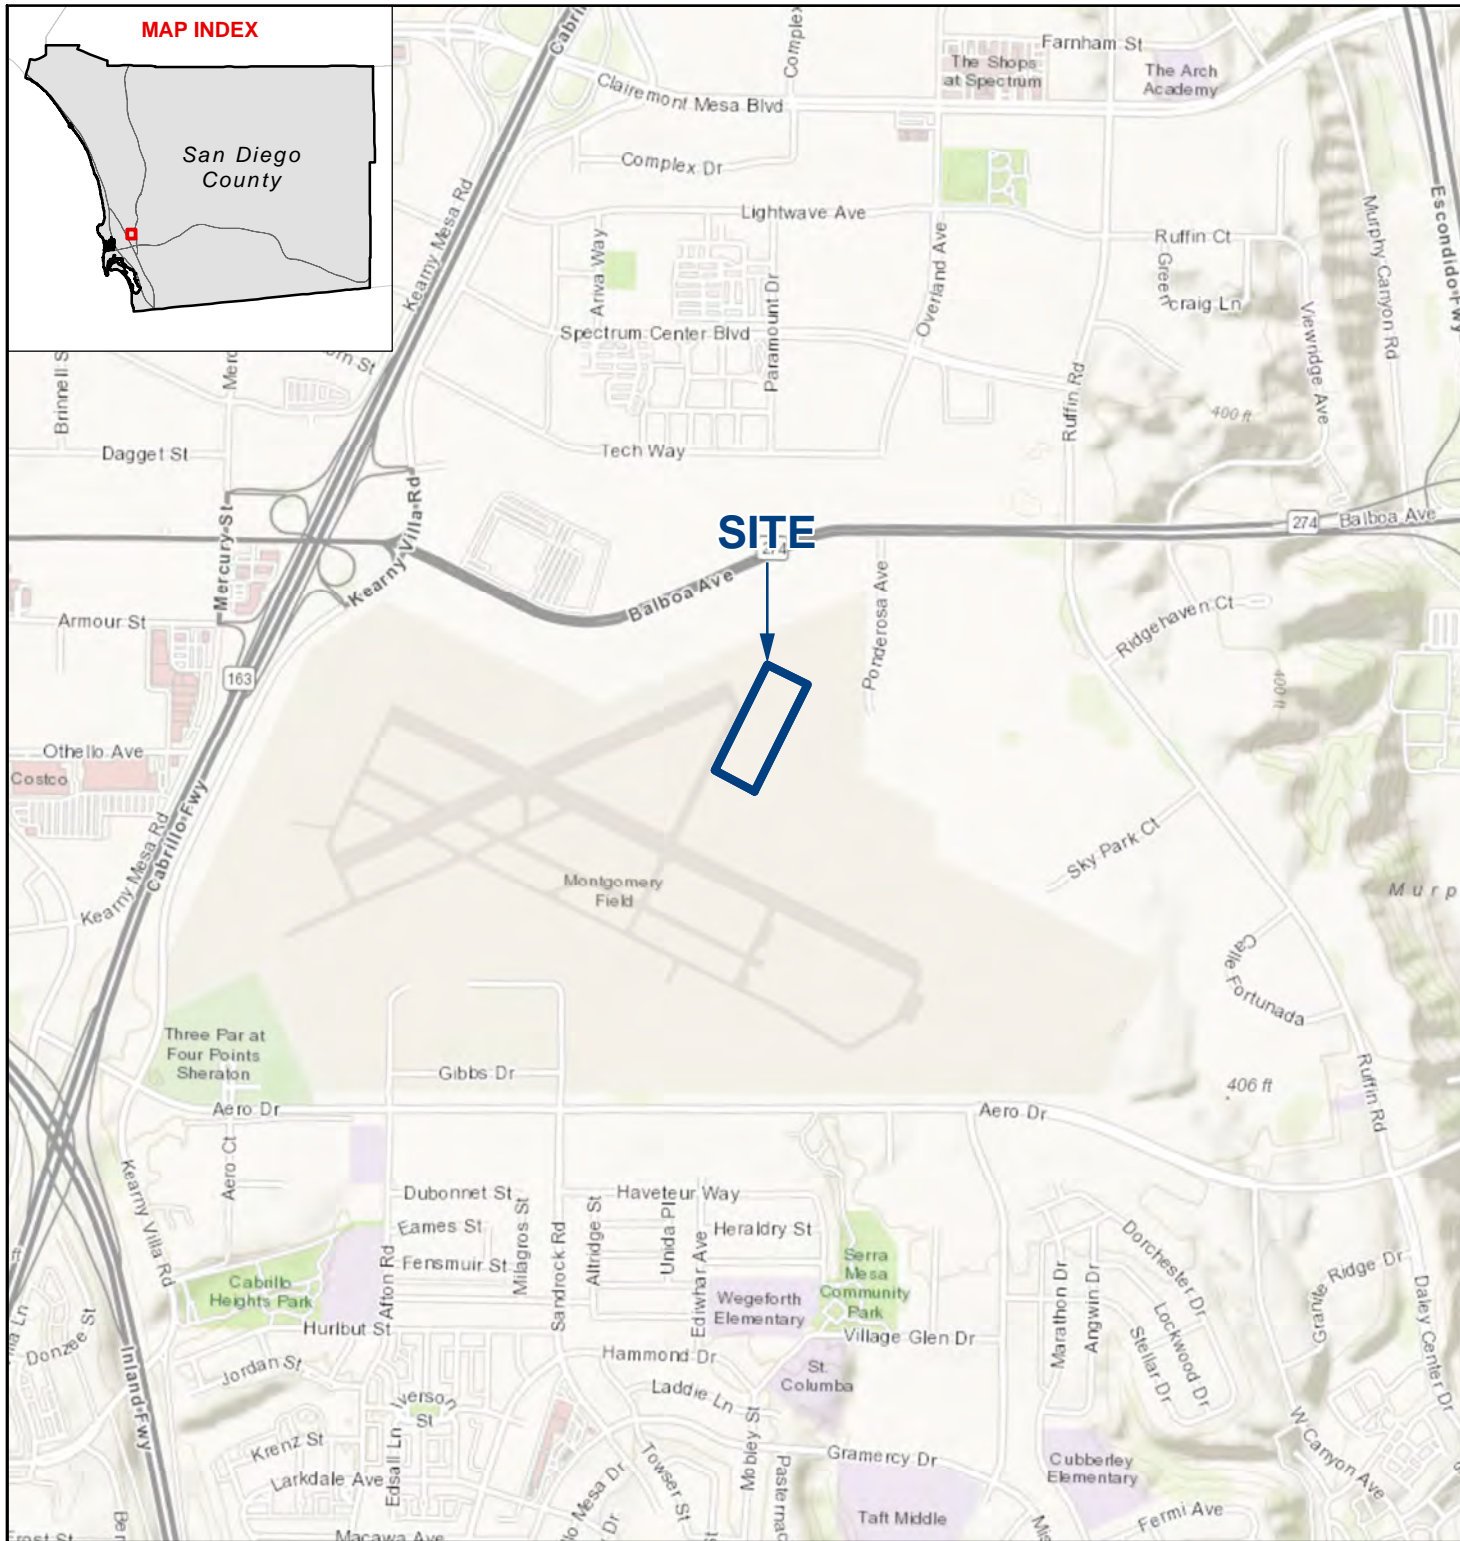 MAP INDEX
San Diego
County
Complex
Farnham St
The Shops
at Spectrum
The Arch
Academy
Clairemont Mesa Blvd
Complex Dr
Lightwave Ave
Kearny Mesa Rd
Ariva Way
Overland Ave
Ruffin Ct
Green
craig Ln
Murphy Canyon Rd
Escondido Fwy
Spectrum Center Blvd
Paramount Dr
Viewridge Ave
Ruffin Rd
400 ft
Brinnell S
Merc
Dagget St
Tech Way
SITE
274
Balboa Ave
274
Balboa Ave
Mercury St
Kearny Villa Rd
Armour St
Ponderosa Ave
Ridgehaven Ct
400 ft
163
Othello Ave
Costco
Cabrillo Fwy
Kearny Mesa Rd
Sky Park Ct
Montgomery
Field
Murp
Calle Fortunada
Three Par at
Four Points
Sheraton
Gibbs Dr
406 ft
Ruffin Rd
Aero Dr
Aero Dr
Aero Ct
Kearny Villa Rd
Dubonnet St
Haveteur Way
Eames St
Milagros St
Sandrock Rd
Altridge St
Unida Pl
Heraldry St
Fensmuir St
Afton Rd
Ediwhar Ave
Serra
Mesa
Community
Park
Cabrillo
Heights Park
Wegeforth
Elementary
Marathon Dr
Angwin Dr
Dorchester Dr
Lockwood Dr
Stellar Dr
Granite Ridge Dr
Daley Center Dr
Hurlbut St
Village Glen Dr
Donzee St
Inland Fwy
Jordan St
Hammond Dr
St.
Columba
Laddie Ln
Iverson
St
Krenz St
Edsall Ln
Larkdale Ave
Towser St
Mobley St
Gramercy Dr
Cubberley
Elementary
W Canyon Ave
Taft Middle
Fermi Ave
Macawa Ave